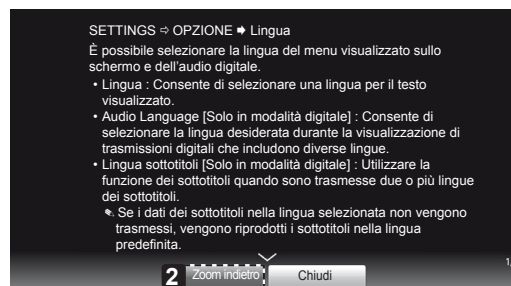 SETTINGS ⇨ OPZIONE ➡ Lingua
È possibile selezionare la lingua del menu visualizzato sullo
schermo e dell'audio digitale.
• Lingua : Consente di selezionare una lingua per il testo
visualizzato.
• Audio Language [Solo in modalità digitale] : Consente di
selezionare la lingua desiderata durante la visualizzazione di
trasmissioni digitali che includono diverse lingue.
• Lingua sottotitoli [Solo in modalità digitale] : Utilizzare la
funzione dei sottotitoli quando sono trasmesse due o più lingue
dei sottotitoli.
✎ Se i dati dei sottotitoli nella lingua selezionata non vengono
trasmessi, vengono riprodotti i sottotitoli nella lingua
predefinita.
2 Zoom indietro Chiudi